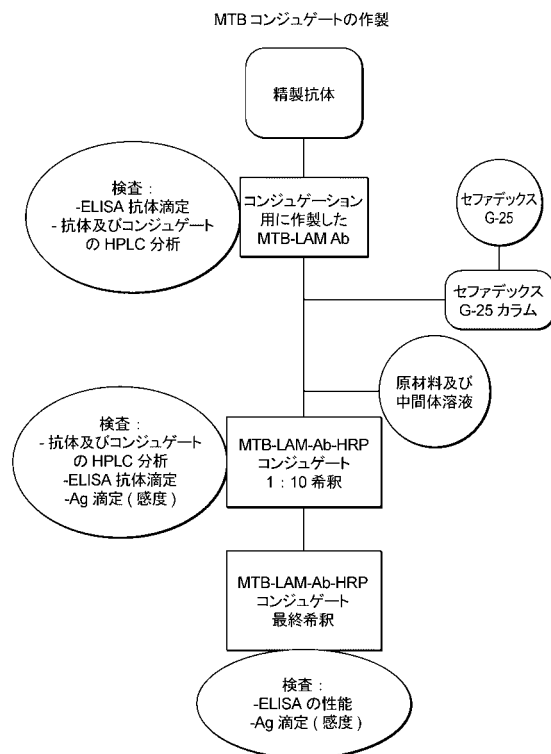 MTB コンジュゲートの作製
精製抗体
検査：
-ELISA 抗体滴定
- 抗体及びコンジュゲート
の HPLC 分析
コンジュゲーション
用に作製した
MTB-LAM Ab
セファデックス
G-25
セファデックス
G-25 カラム
原材料及び
中間体溶液
検査：
- 抗体及びコンジュゲート
の HPLC 分析
-ELISA 抗体滴定
-Ag 滴定 ( 感度 )
MTB-LAM-Ab-HRP
コンジュゲート
1：10 希釈
MTB-LAM-Ab-HRP
コンジュゲート
最終希釈
検査：
-ELISA の性能
-Ag 滴定 ( 感度 )